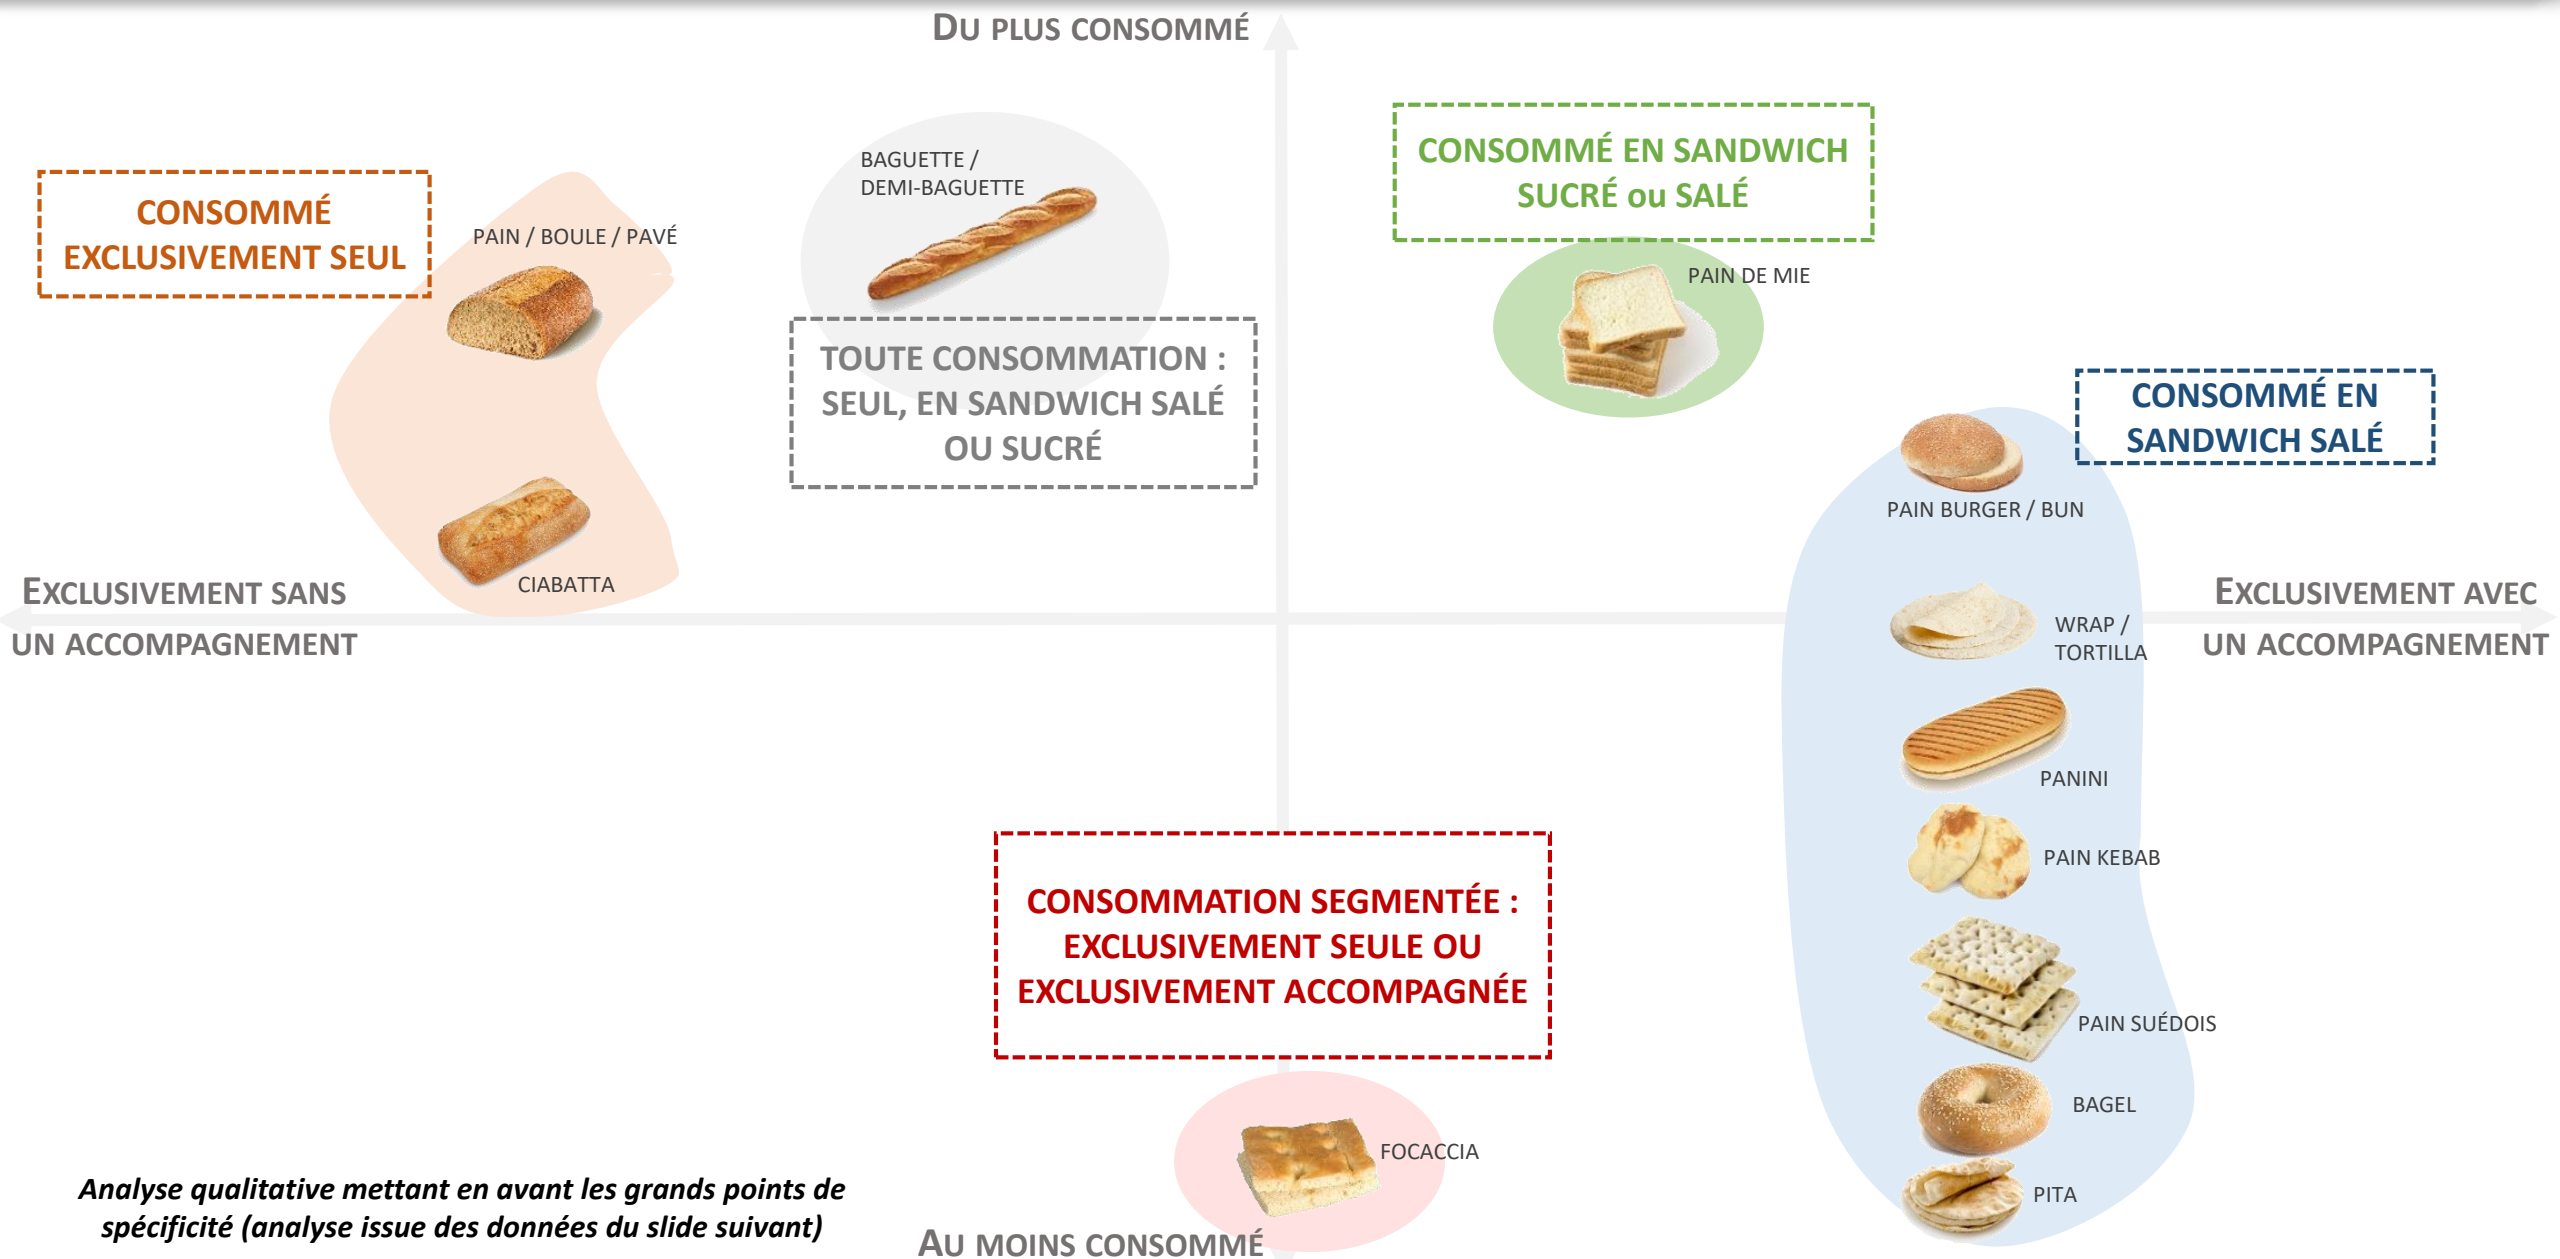 DU PLUS CONSOMMÉ
CONSOMMÉ
EXCLUSIVEMENT SEUL
PAIN / BOULE / PAVÉ
CIABATTA
BAGUETTE /
DEMI-BAGUETTE
TOUTE CONSOMMATION :
SEUL, EN SANDWICH SALÉ
OU SUCRÉ
CONSOMMÉ EN SANDWICH
SUCRÉ ou SALÉ
PAIN DE MIE
CONSOMMÉ EN
SANDWICH SALÉ
PAIN BURGER / BUN
EXCLUSIVEMENT SANS
UN ACCOMPAGNEMENT
EXCLUSIVEMENT AVEC
UN ACCOMPAGNEMENT
WRAP /
TORTILLA
PANINI
PAIN KEBAB
PAIN SUÉDOIS
BAGEL
PITA
CONSOMMATION SEGMENTÉE :
EXCLUSIVEMENT SEULE OU
EXCLUSIVEMENT ACCOMPAGNÉE
FOCACCIA
Analyse qualitative mettant en avant les grands points de
spécificité (analyse issue des données du slide suivant)
AU MOINS CONSOMMÉ